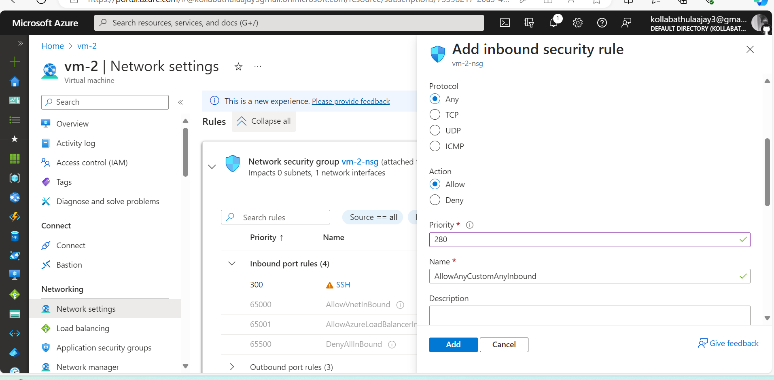 Microsoft Azure
Search resources, services, and docs (G+/)
1
kollabathulaajay3@gma...
DEFAULT DIRECTORY (KOLLABAT...
Home > vm-2
vm-2 | Network settings
Virtual machine
Search
Overview
Activity log
Access control (IAM)
Tags
Diagnose and solve problems
Connect
Connect
Bastion
Networking
Network settings
Load balancing
Application security groups
Network manager
This is a new experience. Please provide feedback
Rules
Collapse all
Network security group vm-2-nsg (attached
Impacts 0 subnets, 1 network interfaces
Search rules
Source == all
Priority ↑ Name
Inbound port rules (4)
300 SSH
65000 AllowVnetInBound
65001 AllowAzureLoadBalancerIn
65500 DenyAllInBound
Outbound port rules (3)
Add inbound security rule
vm-2-nsg
Protocol
Any
TCP
UDP
ICMP
Action
Allow
Deny
Priority *
280
Name *
AllowAnyCustomAnyInbound
Description
Add
Cancel
Give feedback